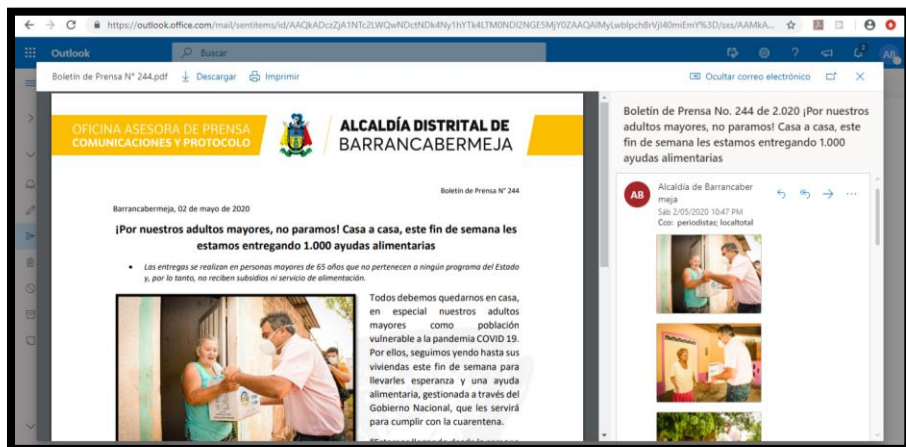 Outlook
Buscar
AB
Boletín de Prensa N° 244.pdf
Descargar
Imprimir
Ocultar correo electrónico
OFICINA ASESORA DE PRENSA
COMUNICACIONES Y PROTOCOLO
ALCALDÍA DISTRITAL DE
BARRANCABERMEJA
Boletín de Prensa N° 244
Barrancabermeja, 02 de mayo de 2020
¡Por nuestros adultos mayores, no paramos! Casa a casa, este fin de semana les
estamos entregando 1.000 ayudas alimentarias
• Las entregas se realizan en personas mayores de 65 años que no pertenecen a ningún programa del Estado
y, por lo tanto, no reciben subsidios ni servicio de alimentación.
Todos debemos quedarnos en casa,
en especial nuestros adultos
mayores como población
vulnerable a la pandemia COVID 19.
Por ellos, seguimos yendo hasta sus
viviendas este fin de semana para
llevarles esperanza y una ayuda
alimentaria, gestionada a través del
Gobierno Nacional, que les servirá
para cumplir con la cuarentena.
Boletín de Prensa No. 244 de 2.020 ¡Por nuestros
adultos mayores, no paramos! Casa a casa, este
fin de semana les estamos entregando 1.000
ayudas alimentarias
AB
Alcaldía de Barrancaber
meja
Sáb 2/05/2020 10:47 PM
Cco: periodistas; localtotal